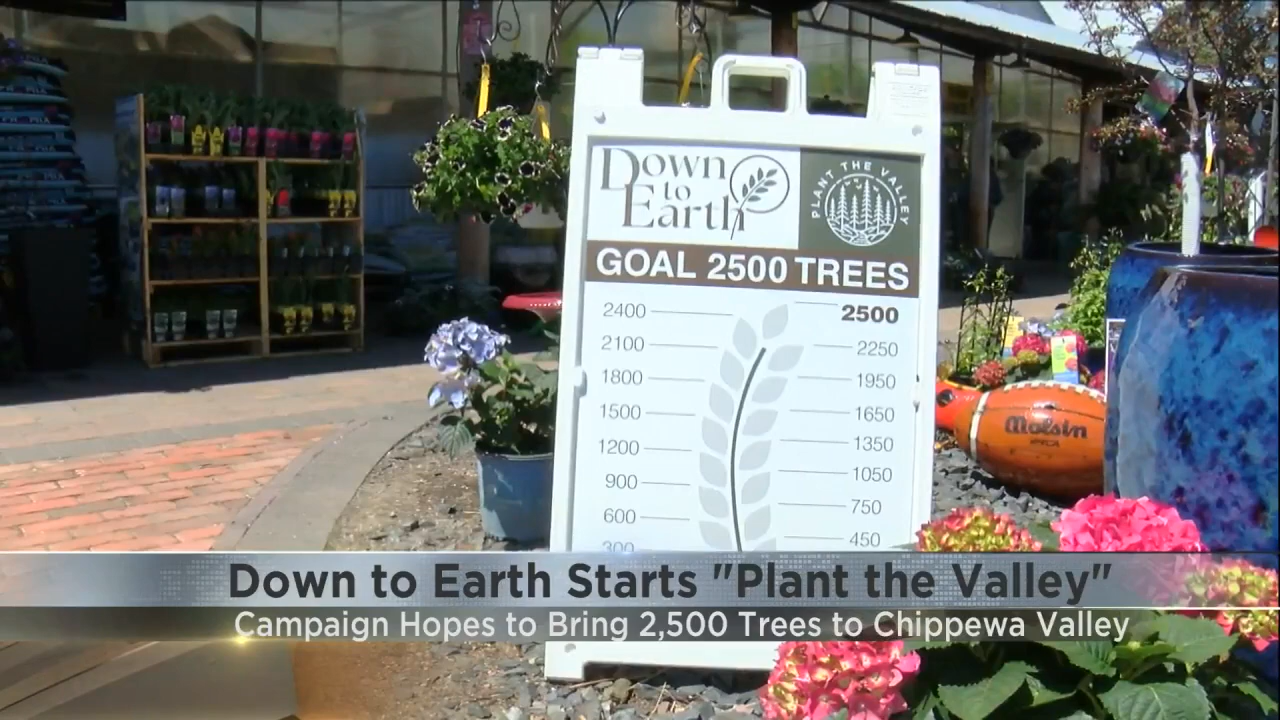 Down
to
Earth
PLANT THE VALLEY
GOAL 2500 TREES
2400 2500
2100 2250
1800 1950
1500 1650
1200 1350
900 1050
600 750
300 450
Molson
Down to Earth Starts "Plant the Valley"
Campaign Hopes to Bring 2,500 Trees to Chippewa Valley